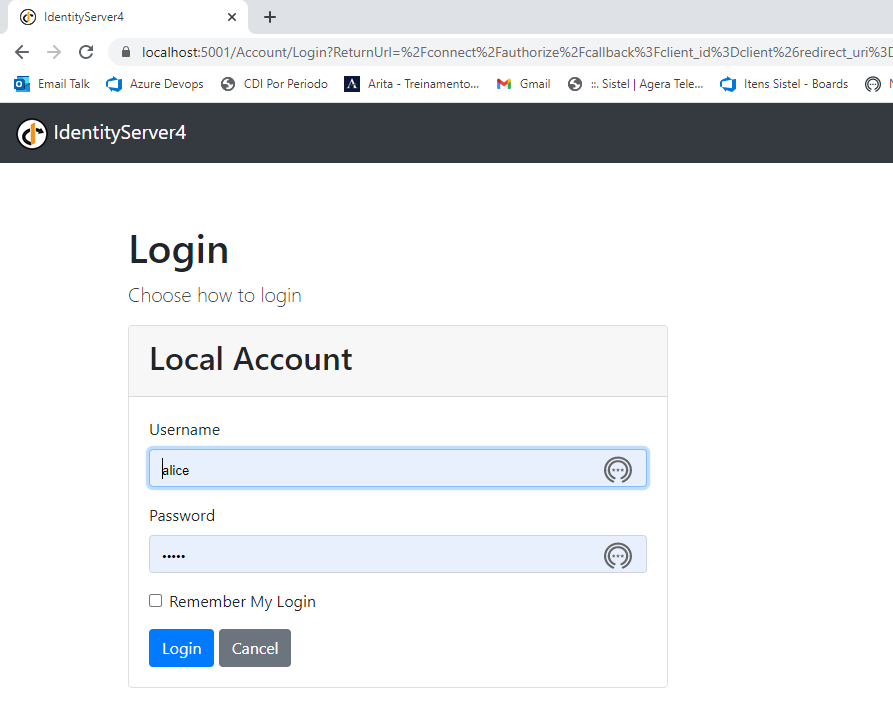 IdentityServer4
localhost:5001/Account/Login?ReturnUrl=%2Fconnect%2Fauthorize%2Fcallback%3Fclient_id%3Dclient%26redirect_uri%3D
Email Talk Azure Devops CDI Por Periodo Arita - Treinamento... Gmail ::. Sistel | Agera Tele... Itens Sistel - Boards
IdentityServer4
Login
Choose how to login
Local Account
Username
alice
Password
•••••
Remember My Login
Login Cancel